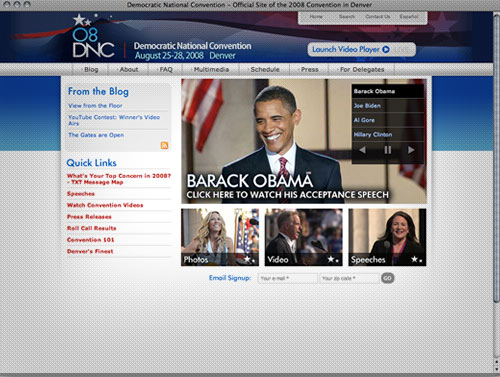 Democratic National Convention – Official Site of the 2008 Convention in Denver
Home Search Contact Us Español
08
DNC
Democratic National Convention
August 25-28, 2008 Denver
Launch Video Player LIVE
Blog About FAQ Multimedia Schedule Press For Delegates
From the Blog
View from the Floor
YouTube Contest: Winner's Video
Airs
The Gates are Open
Quick Links
What's Your Top Concern in 2008?
- TXT Message Map
Speeches
Watch Convention Videos
Press Releases
Roll Call Results
Convention 101
Denver's Finest
Barack Obama
Joe Biden
Al Gore
Hillary Clinton
BARACK OBAMA
CLICK HERE TO WATCH HIS ACCEPTANCE SPEECH
Photos
Video
Speeches
Email Signup: Your e-mail * Your zip code * GO